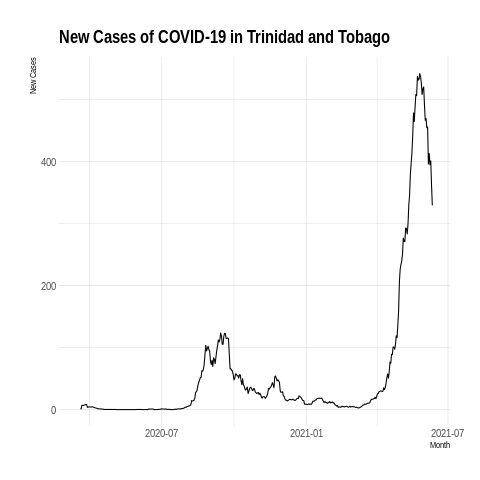 New Cases of COVID-19 in Trinidad and Tobago
New Cases
400
200
0
2020-07
2021-01
2021-07
Month